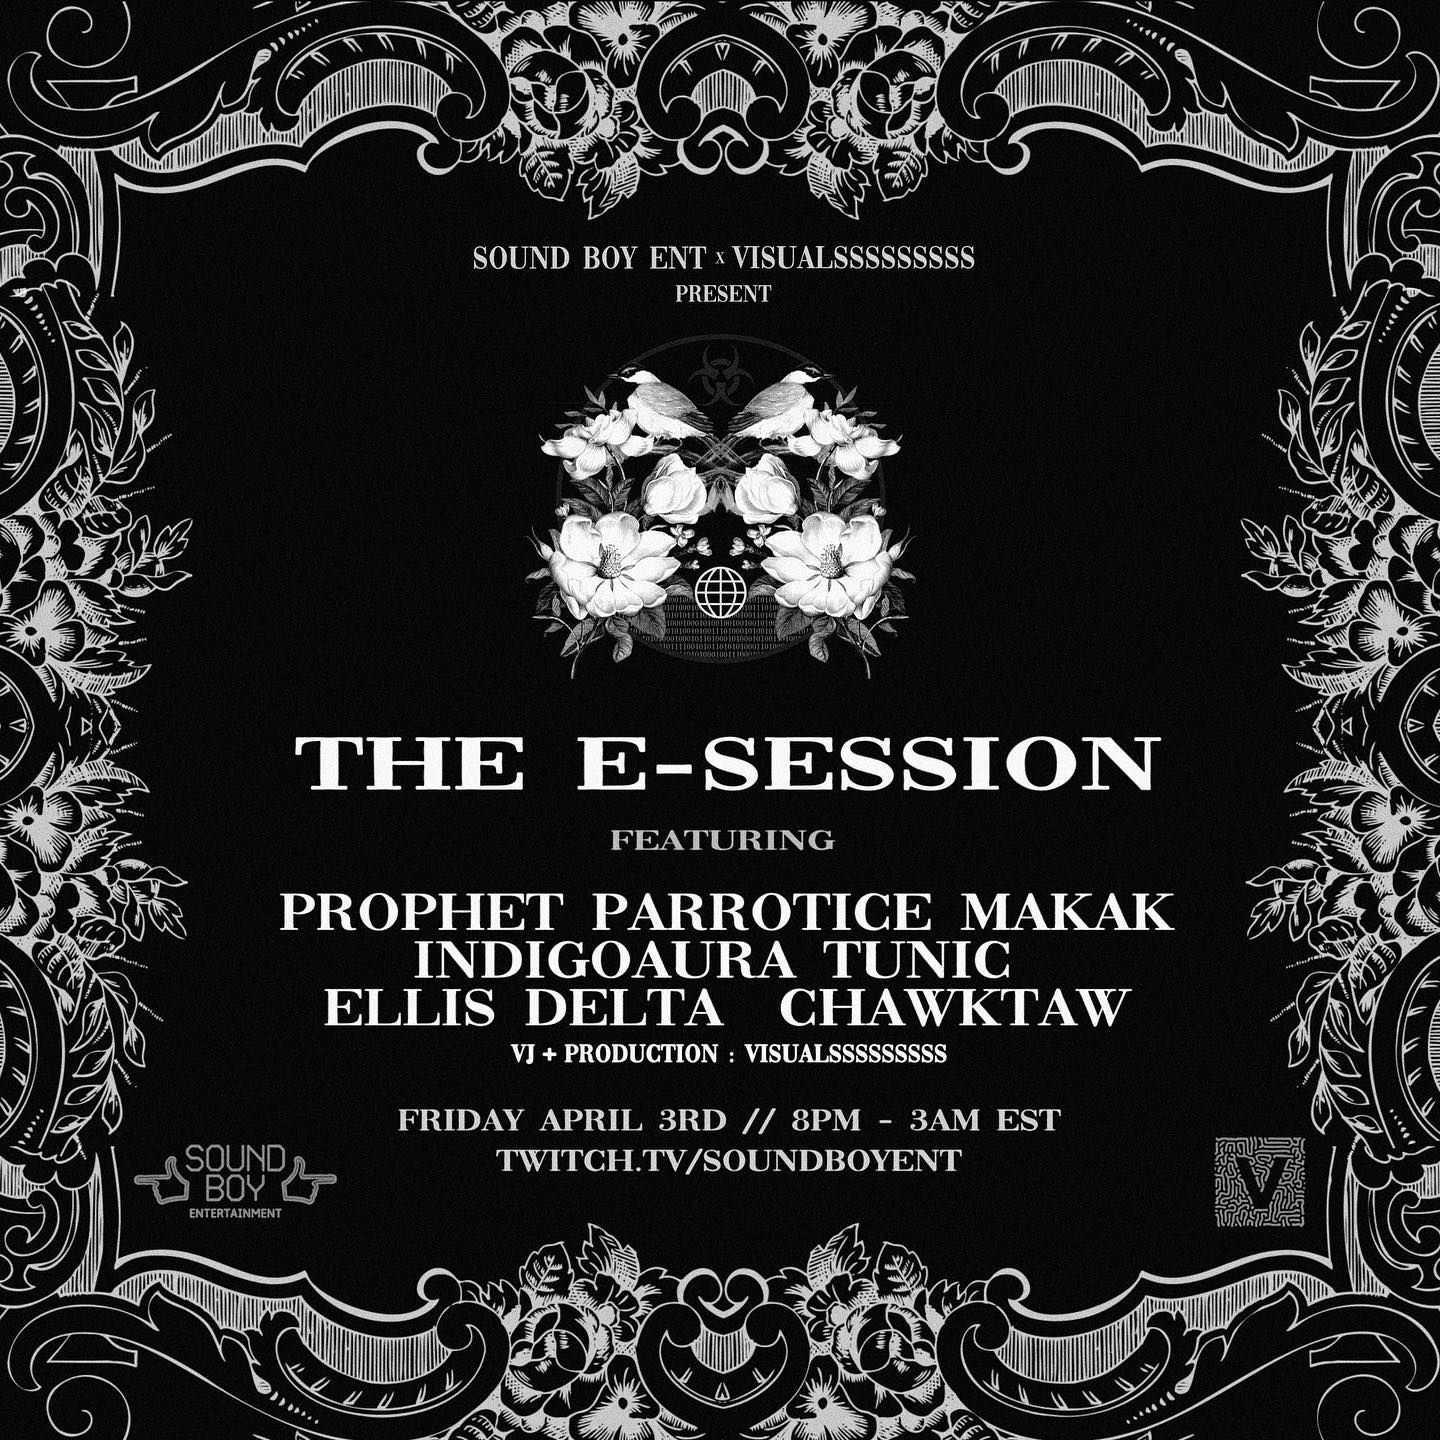 SOUND BOY ENT x VISUALSSSSSSSSS
PRESENT
THE E-SESSION
FEATURING
PROPHET PARROTICE MAKAK
INDIGOAURA TUNIC
ELLIS DELTA CHAWKTAW
VJ + PRODUCTION : VISUALSSSSSSSSS
FRIDAY APRIL 3RD // 8PM - 3AM EST
TWITCH.TV/SOUNDBOYENT
SOUND
BOY
ENTERTAINMENT
V